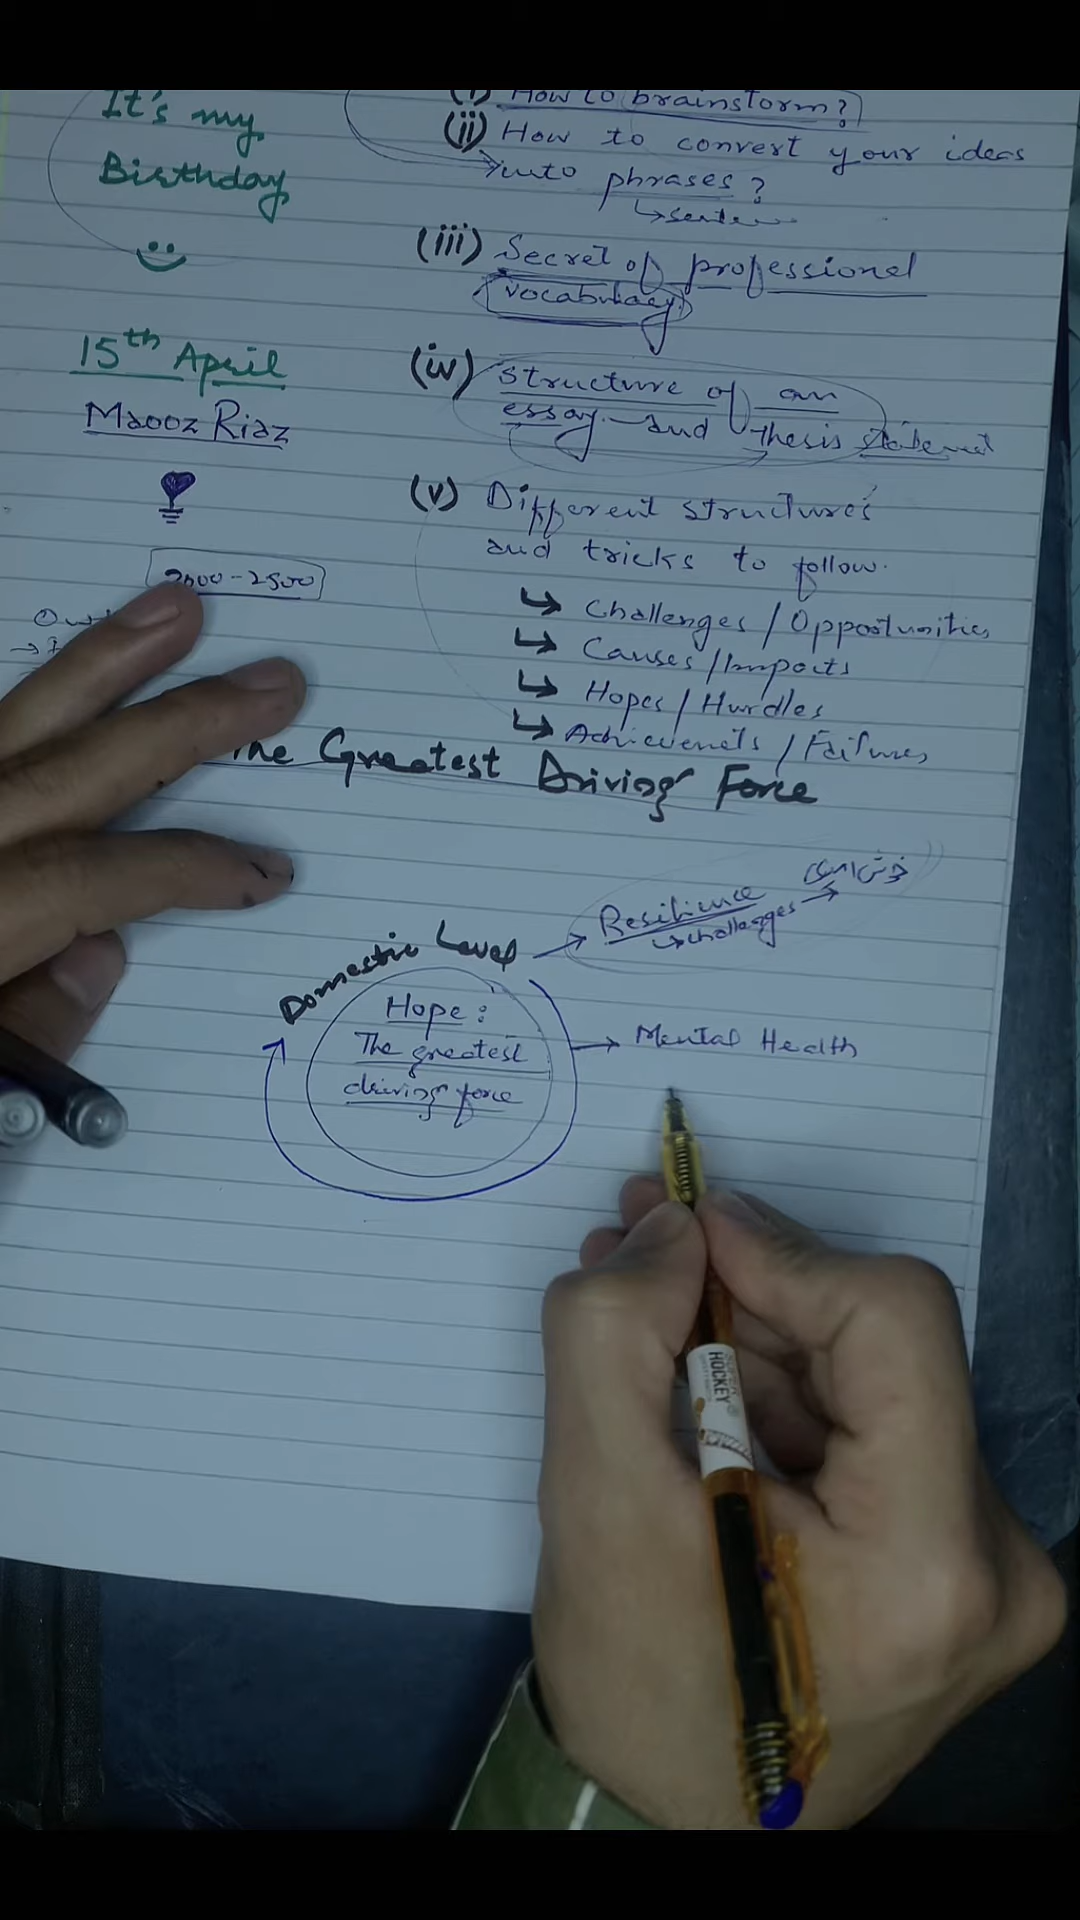 It's my
Birthday
15th April
Maooz Riaz
2000-2500
(i) How to brainstorm?
(ii) How to convert your ideas
into phrases?
(iii) Secret of professional
vocabulary
(iv) Structure of an
essay and thesis statement
(v) Different structures
and tricks to follow.
Challenges / Opportunities
Causes / Impacts
Hopes / Hurdles
Achievements / Failures
The Greatest Driving Force
Domestic Level
Resilience
challenges
Hope:
The greatest
driving force
Mental Health
HOCKEY